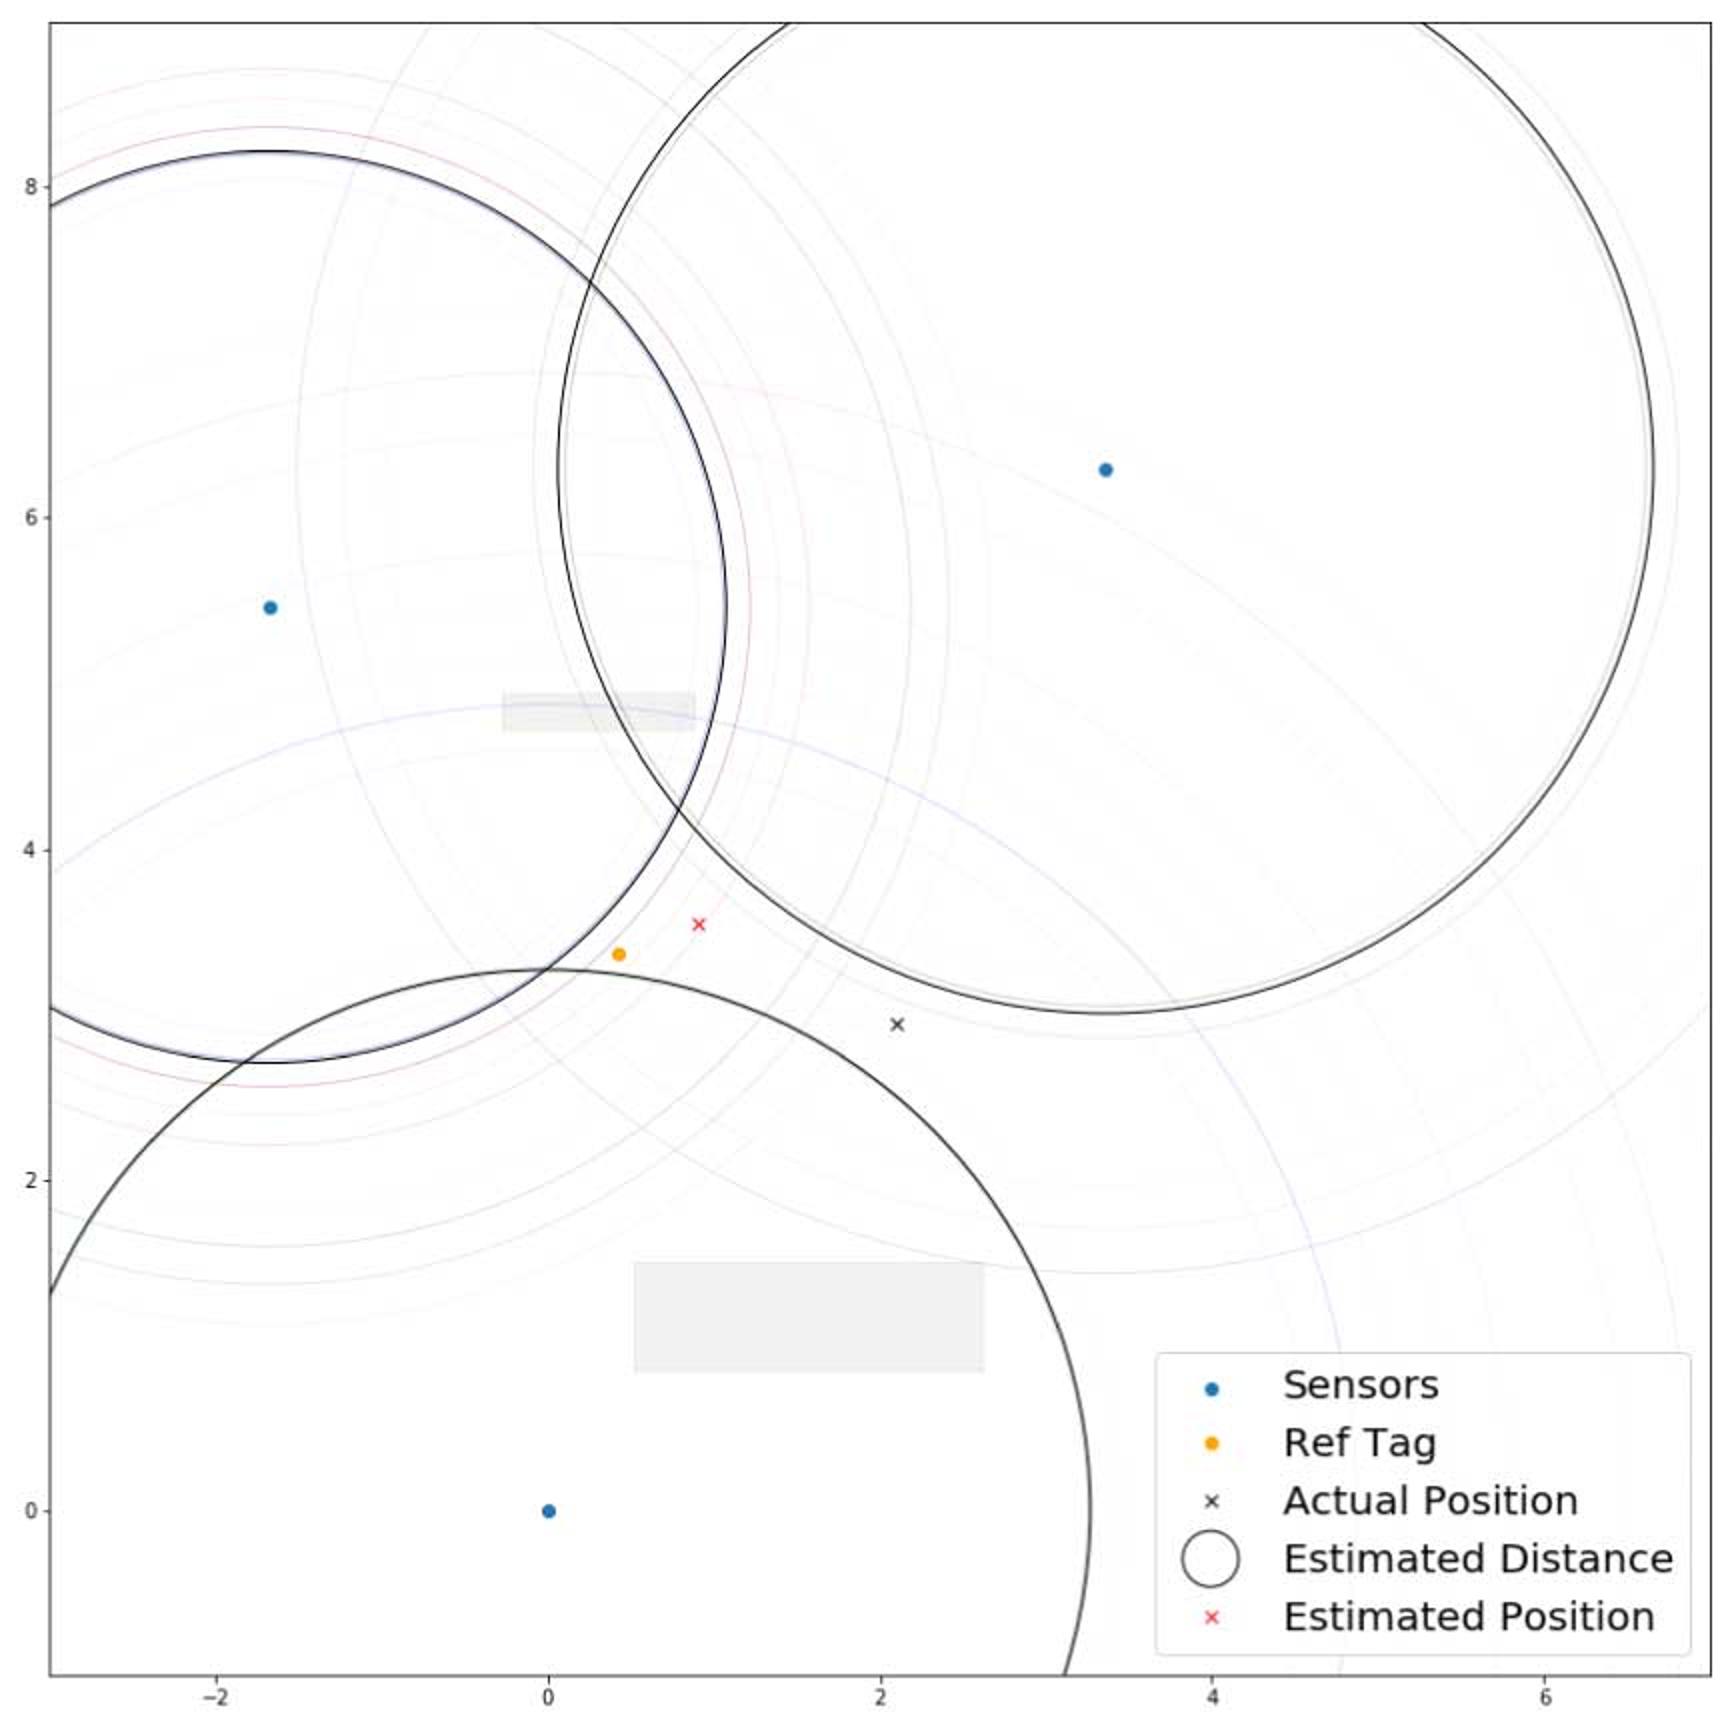 8
6
4
2
0
−2 0 2 4 6
Sensors
Ref Tag
Actual Position
Estimated Distance
Estimated Position